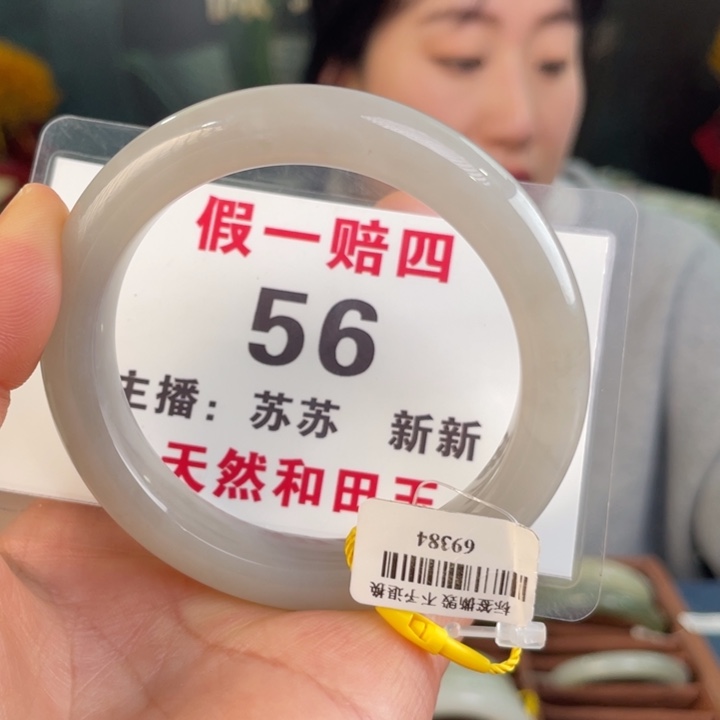 假一赔四
56
主播：苏苏 新新
天然和田玉
69384
标签撕毁 不予退换